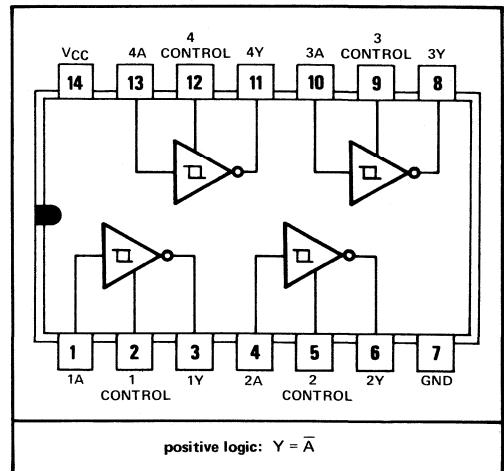 4 3
VCC 4A CONTROL 4Y 3A CONTROL 3Y
14 13 12 11 10 9 8
1 2 3 4 5 6 7
1A 1 1Y 2A 2 2Y GND
CONTROL CONTROL
positive logic: Y = A̅